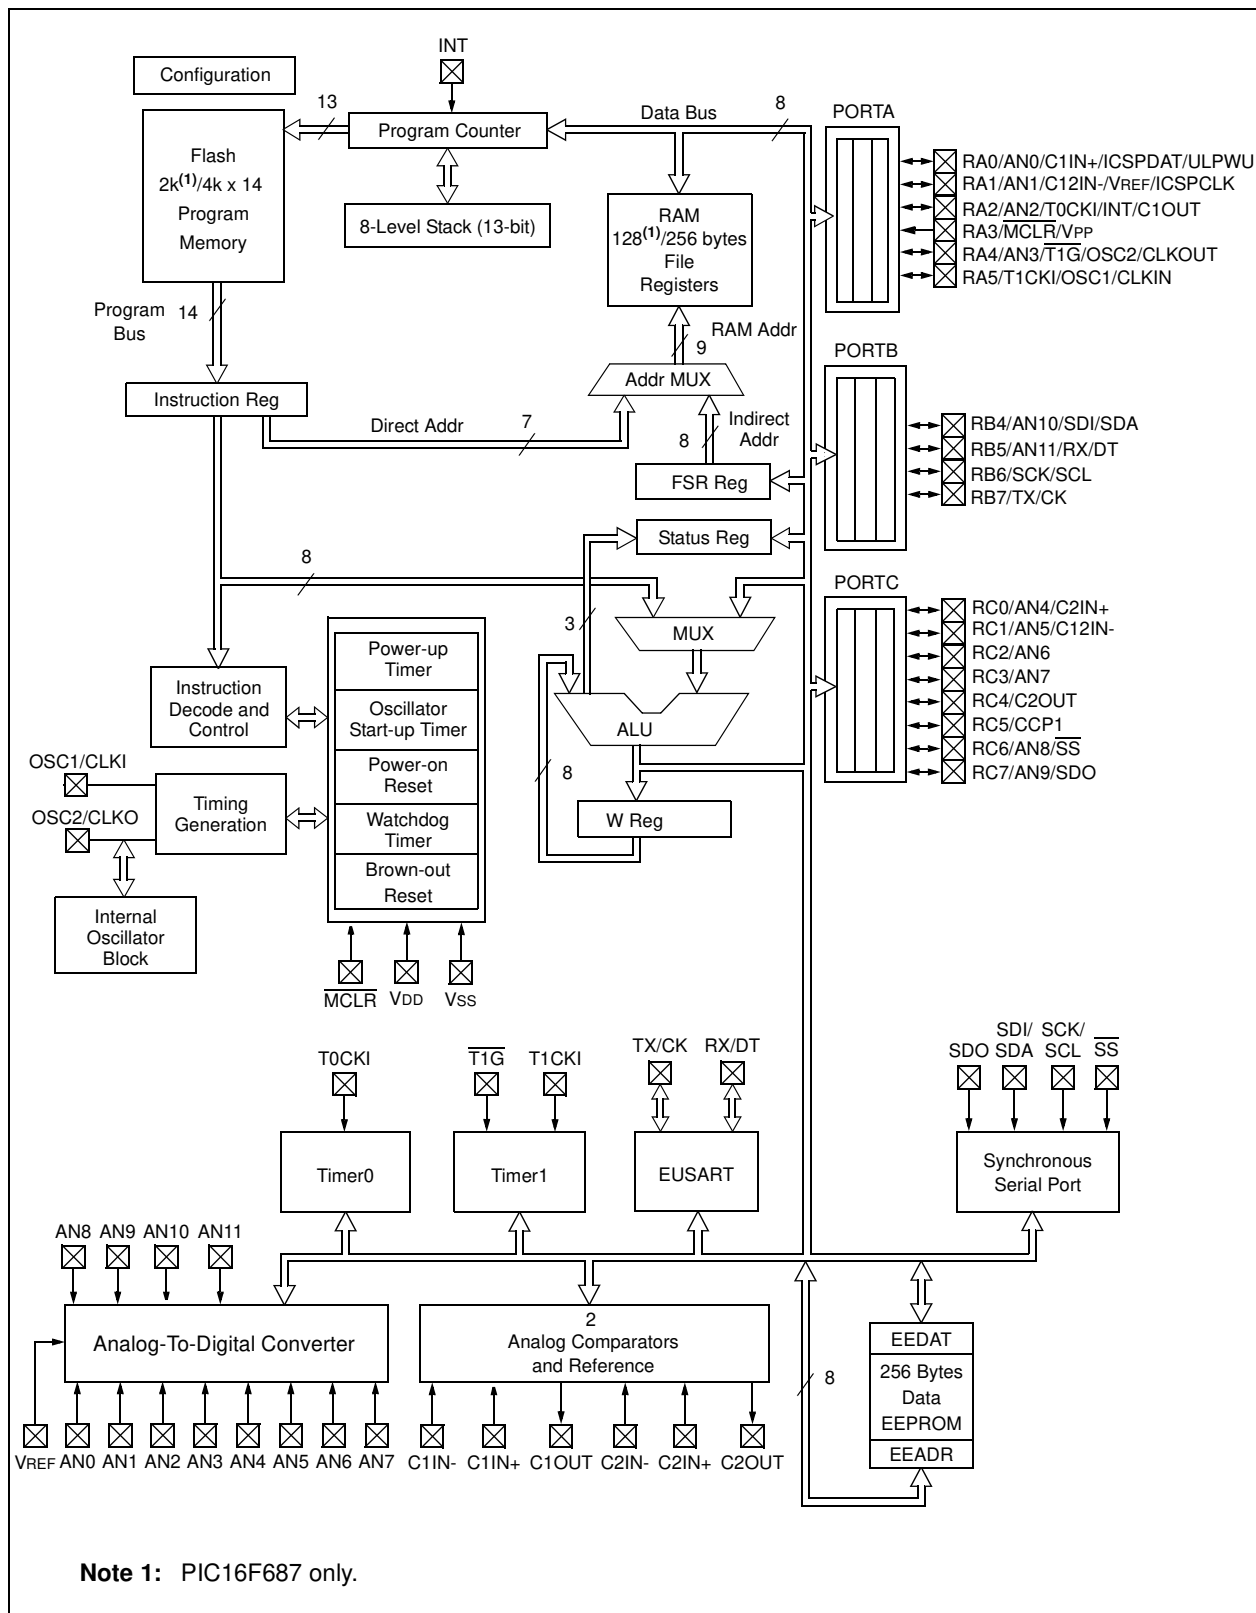 INT
Configuration
13
Program Counter
Data Bus
8
PORTA
Flash
2k(1)/4k x 14
Program
Memory
8-Level Stack (13-bit)
RAM
128(1)/256 bytes
File
Registers
RA0/AN0/C1IN+/ICSPDAT/ULPWU
RA1/AN1/C12IN-/VREF/ICSPCLK
RA2/AN2/T0CKI/INT/C1OUT
RA3/MCLR/VPP
RA4/AN3/T1G/OSC2/CLKOUT
RA5/T1CKI/OSC1/CLKIN
Program
Bus
14
RAM Addr
9
PORTB
Addr MUX
Instruction Reg
Direct Addr
7
Indirect
Addr
8
FSR Reg
RB4/AN10/SDI/SDA
RB5/AN11/RX/DT
RB6/SCK/SCL
RB7/TX/CK
Status Reg
8
PORTC
3
MUX
RC0/AN4/C2IN+
RC1/AN5/C12IN-
RC2/AN6
RC3/AN7
RC4/C2OUT
RC5/CCP1
RC6/AN8/SS
RC7/AN9/SDO
Power-up
Timer
Instruction
Decode and
Control
Oscillator
Start-up Timer
ALU
8
Power-on
Reset
OSC1/CLKI
OSC2/CLKO
Timing
Generation
Watchdog
Timer
W Reg
Brown-out
Reset
Internal
Oscillator
Block
MCLR
VDD
VSS
T0CKI
T1G
T1CKI
TX/CK
RX/DT
SDO
SDI/
SDA
SCK/
SCL
SS
Timer0
Timer1
EUSART
Synchronous
Serial Port
AN8
AN9
AN10
AN11
Analog-To-Digital Converter
2
Analog Comparators
and Reference
8
EEDAT
256 Bytes
Data
EEPROM
EEADR
VREF
AN0
AN1
AN2
AN3
AN4
AN5
AN6
AN7
C1IN-
C1IN+
C1OUT
C2IN-
C2IN+
C2OUT
Note 1: PIC16F687 only.